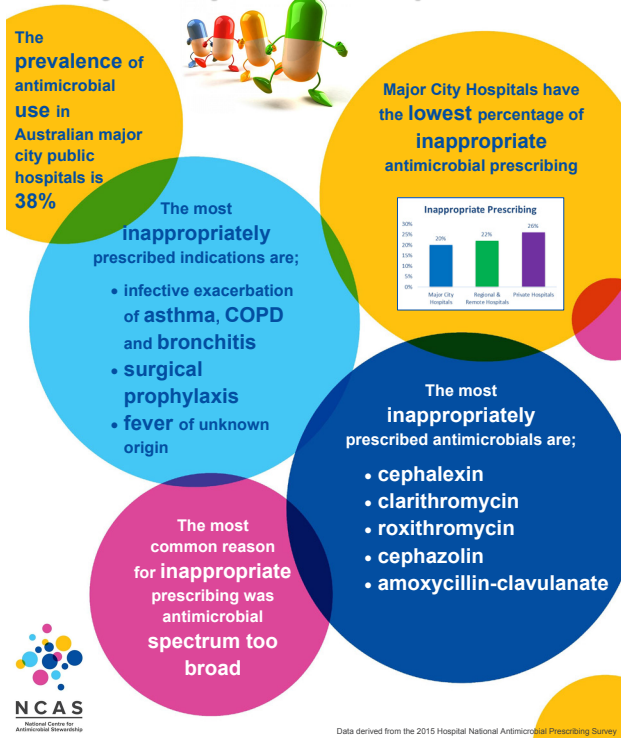 The
prevalence of
antimicrobial
use in
Australian major
city public
hospitals is
38%
Major City Hospitals have
the lowest percentage of
inappropriate
antimicrobial prescribing
Inappropriate Prescribing
30%
25%
20%
15%
10%
5%
0%
20%
22%
26%
Major City
Hospitals
Regional &
Remote Hospitals
Private Hospitals
The most
inappropriately
prescribed indications are;
• infective exacerbation
of asthma, COPD
and bronchitis
• surgical
prophylaxis
• fever of unknown
origin
The most
inappropriately
prescribed antimicrobials are;
• cephalexin
• clarithromycin
• roxithromycin
• cephazolin
• amoxycillin-clavulanate
The most
common reason
for inappropriate
prescribing was
antimicrobial
spectrum too
broad
NCAS
National Centre for
Antimicrobial Stewardship
Data derived from the 2015 Hospital National Antimicrobial Prescribing Survey